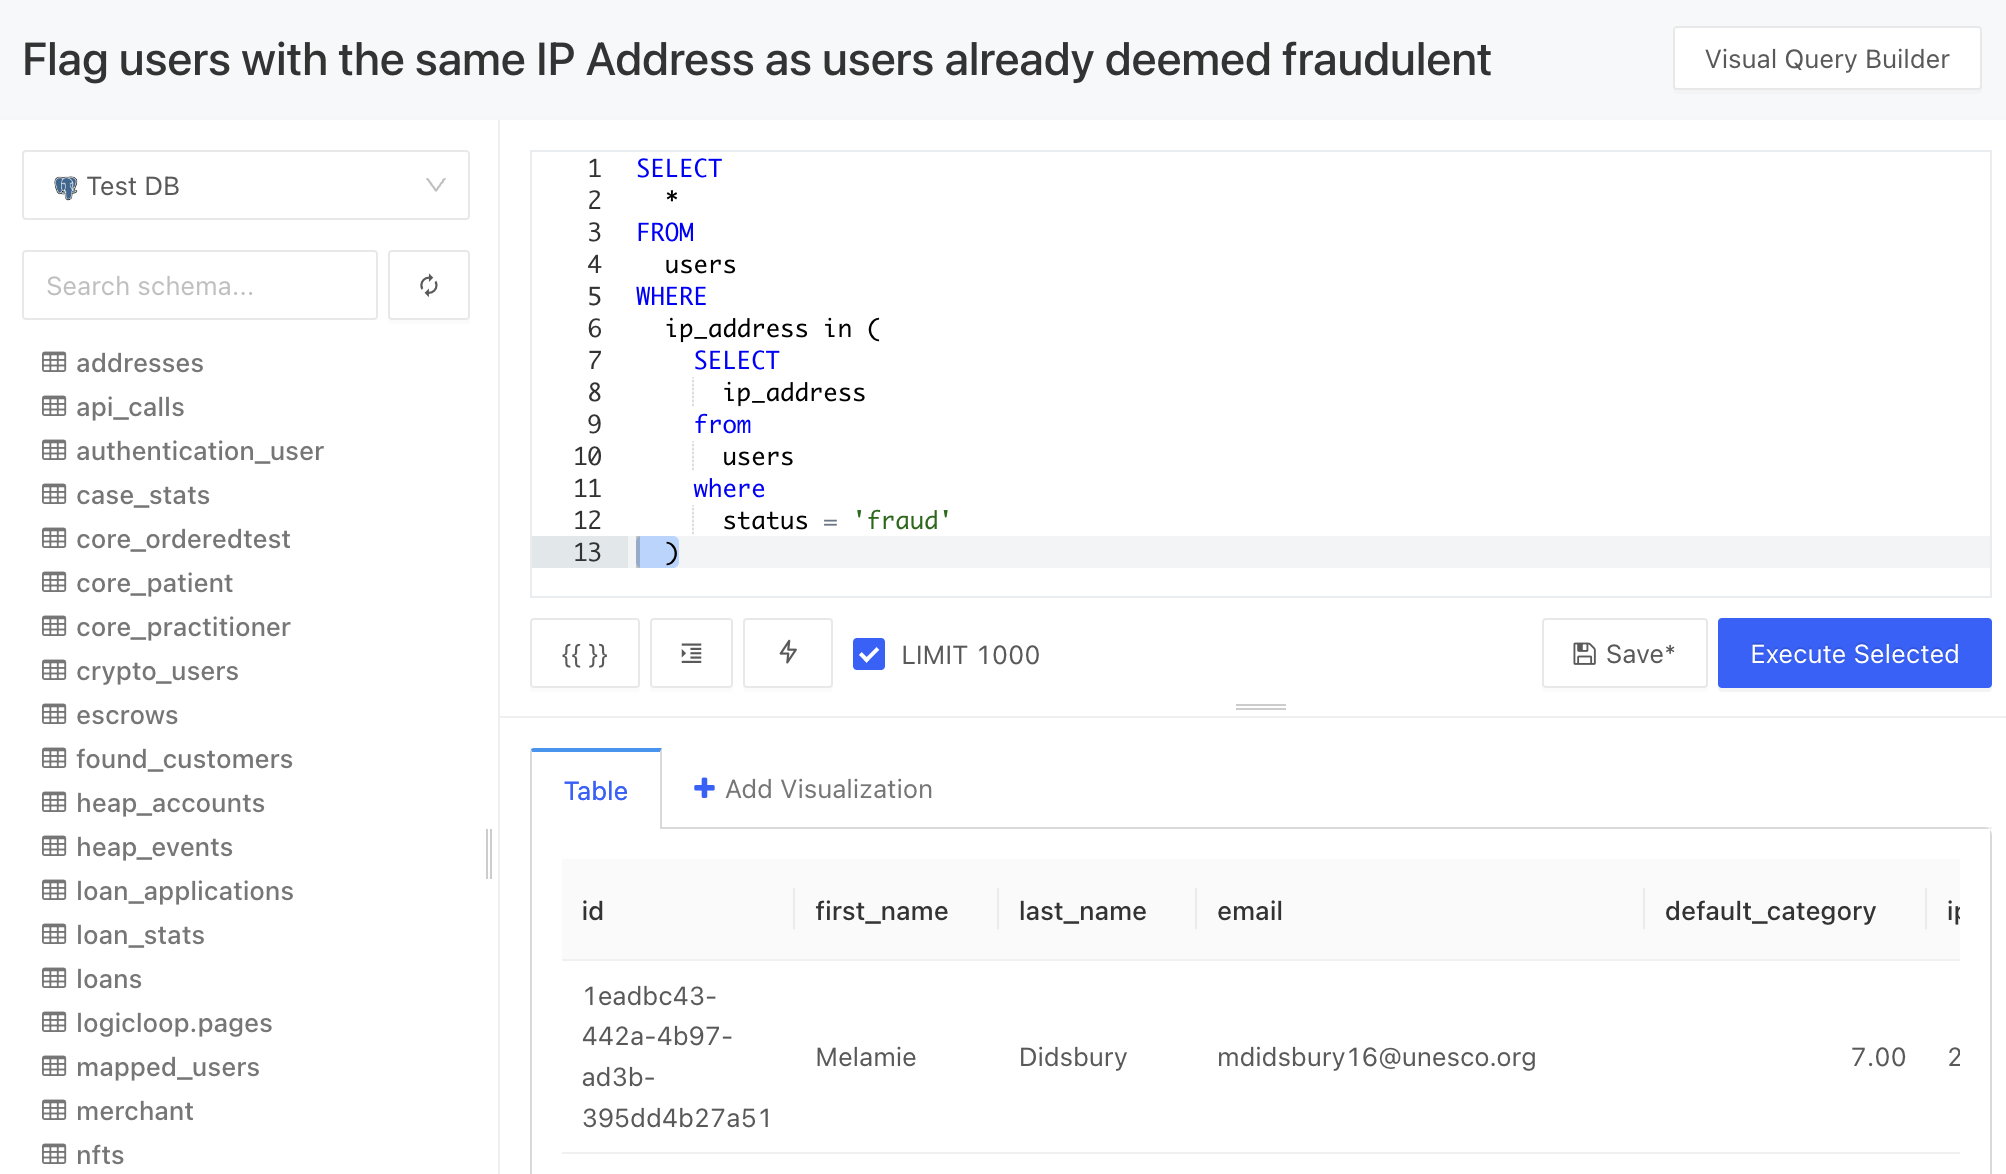 Flag users with the same IP Address as users already deemed fraudulent
Visual Query Builder
Test DB
Search schema...
addresses
api_calls
authentication_user
case_stats
core_orderedtest
core_patient
core_practitioner
crypto_users
escrows
found_customers
heap_accounts
heap_events
loan_applications
loan_stats
loans
logicloop.pages
mapped_users
merchant
nfts
1 SELECT
2 *
3 FROM
4 users
5 WHERE
6 ip_address in (
7 SELECT
8 ip_address
9 from
10 users
11 where
12 status = 'fraud'
13 )
{{ }} LIMIT 1000 Save* Execute Selected
Table + Add Visualization
id first_name last_name email default_category ip
1eadbc43-
442a-4b97-
ad3b-
395dd4b27a51
Melamie Didsbury mdidsbury16@unesco.org 7.00 2